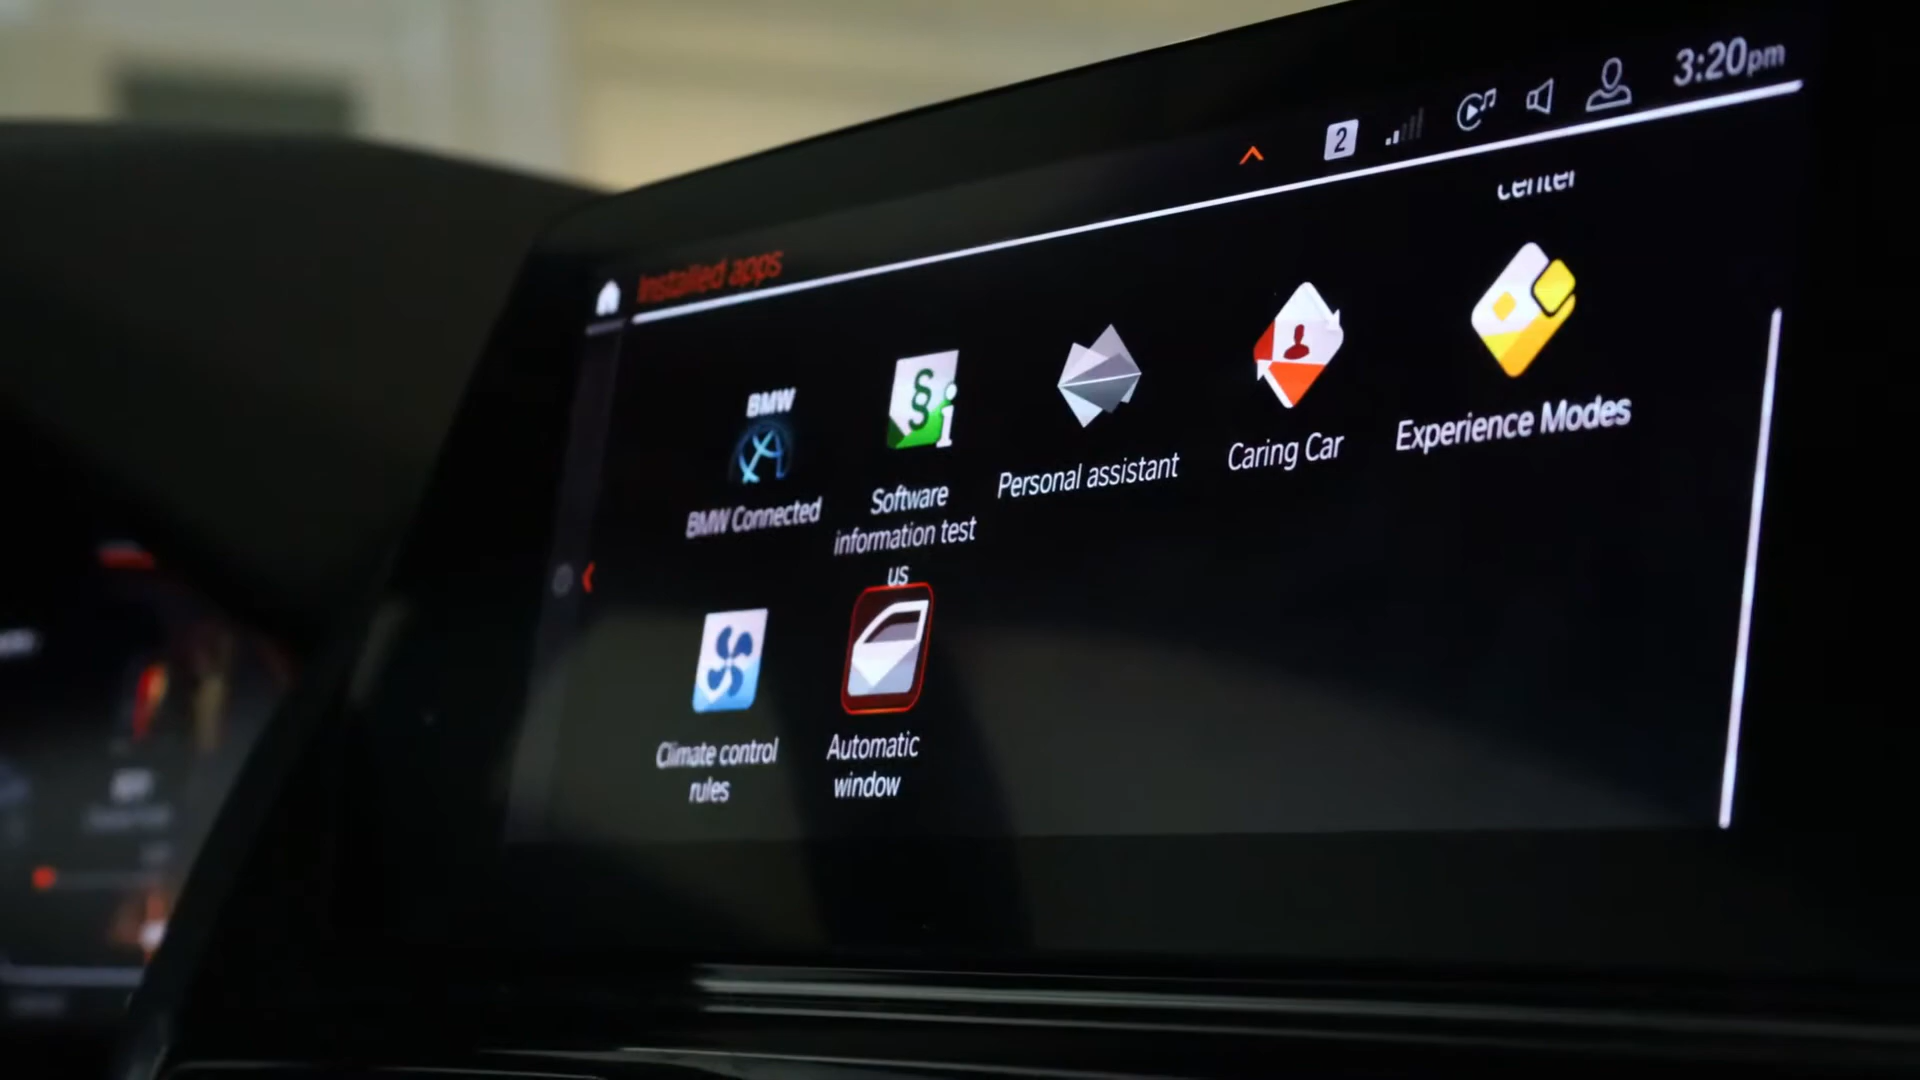 3:20pm
2
Installed apps
center
BMW
BMW Connected
§
i
Software
information test
us
Personal assistant
Caring Car
Experience Modes
Climate control
rules
Automatic
window